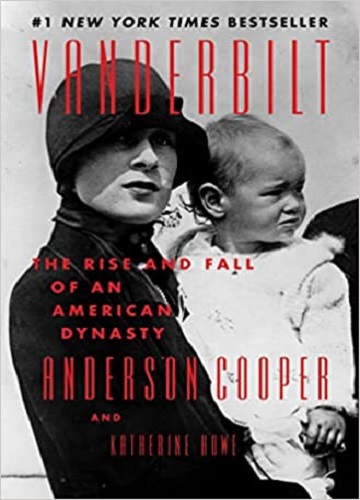 #1 NEW YORK TIMES BESTSELLER
VANDERBILT
THE RISE AND FALL
OF AN
AMERICAN
DYNASTY
ANDERSON COOPER
AND
KATHERINE HOWE